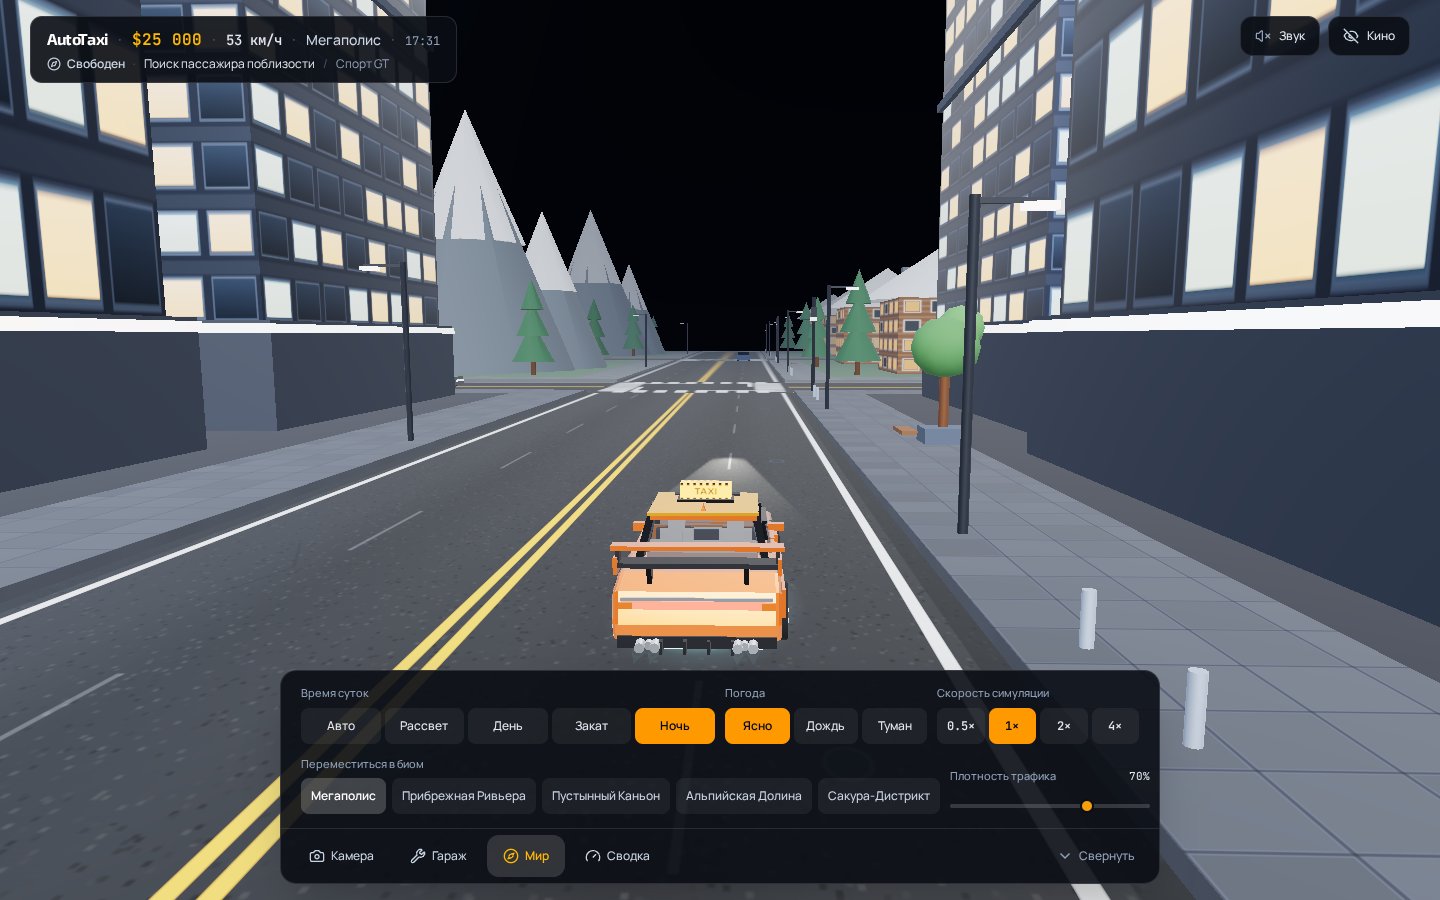 AutoTaxi · $25 000 · 53 км/ч · Мегаполис · 17:31
Свободен · Поиск пассажира поблизости / Спорт GT
Звук
Кино
TAXI
Время суток
Авто Рассвет День Закат Ночь
Погода
Ясно Дождь Туман
Скорость симуляции
0.5× 1× 2× 4×
Переместиться в биом
Мегаполис Прибрежная Ривьера Пустынный Каньон Альпийская Долина Сакура-Дистрикт
Плотность трафика 70%
Камера Гараж Мир Сводка Свернуть